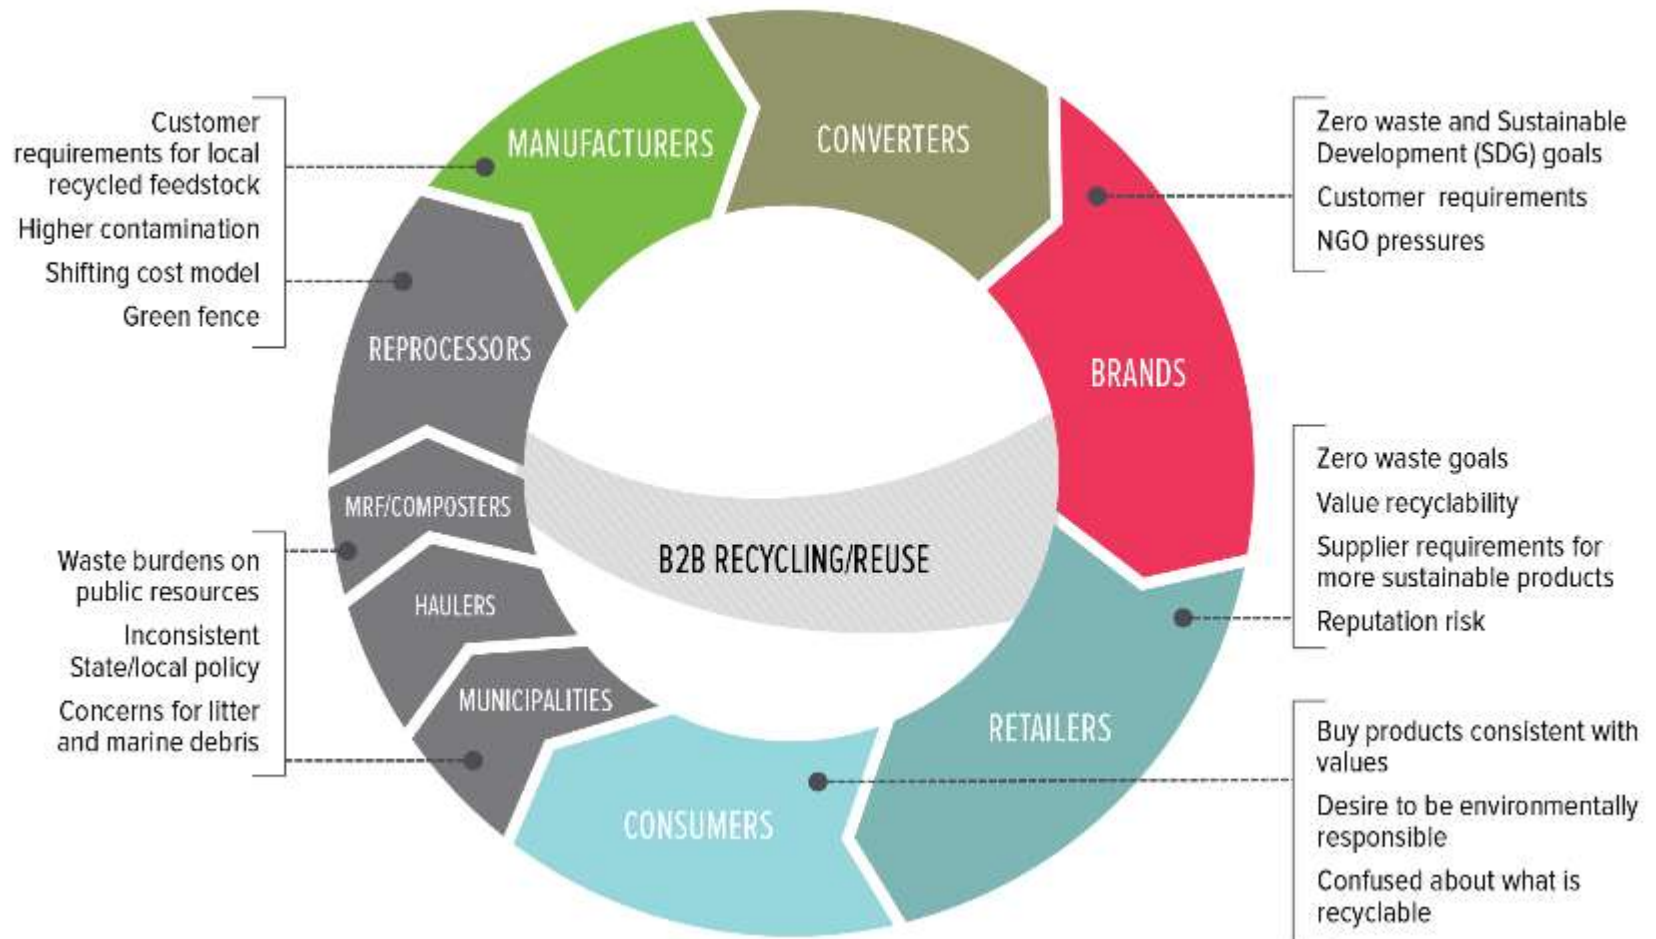 MANUFACTURERS
CONVERTERS
BRANDS
RETAILERS
CONSUMERS
MUNICIPALITIES
HAULERS
MRF/COMPOSTERS
REPROCESSORS
B2B RECYCLING/REUSE
Customer
requirements for local
recycled feedstock
Higher contamination
Shifting cost model
Green fence
Waste burdens on
public resources
Inconsistent
State/local policy
Concerns for litter
and marine debris
Zero waste and Sustainable
Development (SDG) goals
Customer requirements
NGO pressures
Zero waste goals
Value recyclability
Supplier requirements for
more sustainable products
Reputation risk
Buy products consistent with
values
Desire to be environmentally
responsible
Confused about what is
recyclable